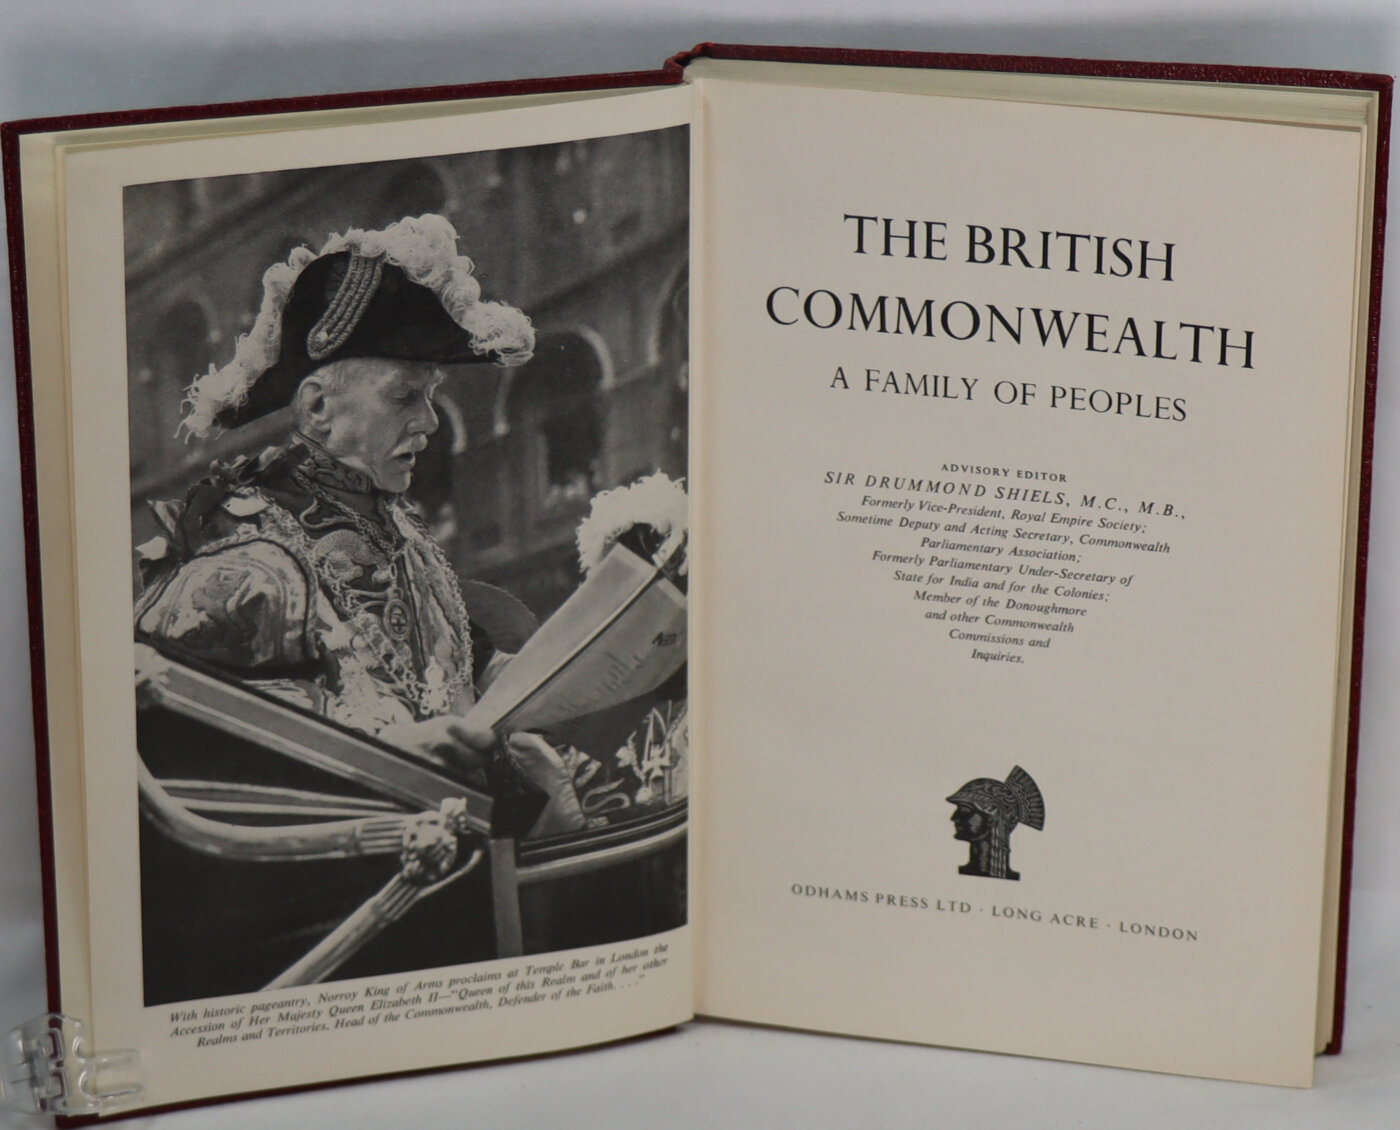 With historic pageantry, Norroy King of Arms proclaims at Temple Bar in London the
Accession of Her Majesty Queen Elizabeth II—"Queen of this Realm and of her other
Realms and Territories, Head of the Commonwealth, Defender of the Faith. . . ."
THE BRITISH
COMMONWEALTH
A FAMILY OF PEOPLES
ADVISORY EDITOR
SIR DRUMMOND SHIELS, M.C., M.B.,
Formerly Vice-President, Royal Empire Society;
Sometime Deputy and Acting Secretary, Commonwealth
Parliamentary Association;
Formerly Parliamentary Under-Secretary of
State for India and for the Colonies;
Member of the Donoughmore
and other Commonwealth
Commissions and
Inquiries.
ODHAMS PRESS LTD · LONG ACRE · LONDON